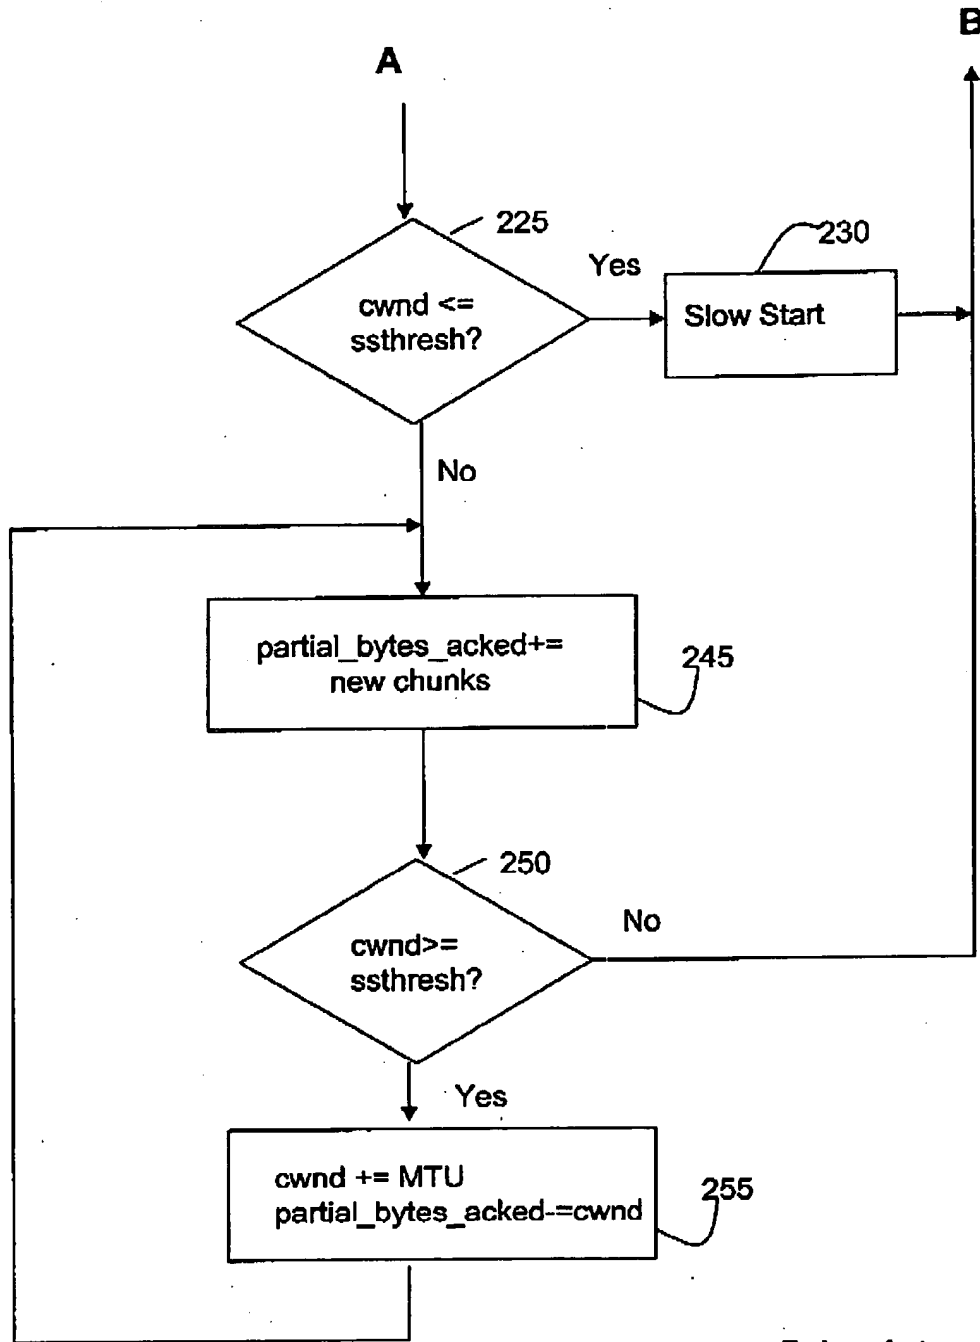 B
A
225
cwnd <=
ssthresh?
Yes
230
Slow Start
No
partial_bytes_acked+=
new chunks
245
250
cwnd>=
ssthresh?
No
Yes
cwnd += MTU
partial_bytes_acked-=cwnd
255